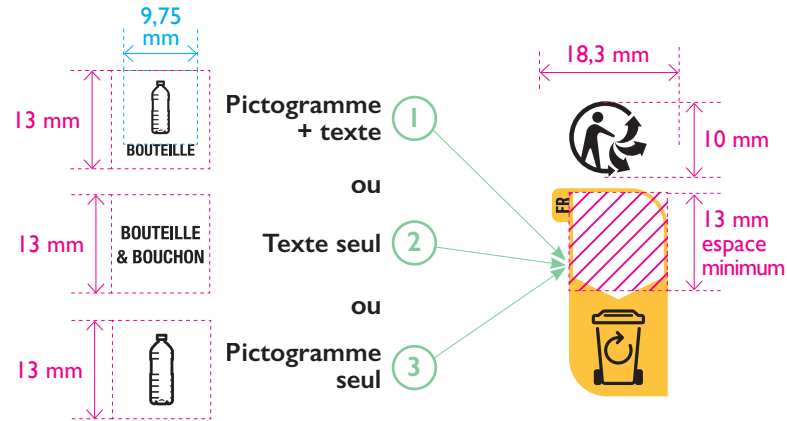 9,75
mm
13 mm
BOUTEILLE
Pictogramme
+ texte
1
18,3 mm
10 mm
ou
13 mm
BOUTEILLE
& BOUCHON
Texte seul
2
FR
13 mm
espace
minimum
ou
13 mm
Pictogramme
seul
3